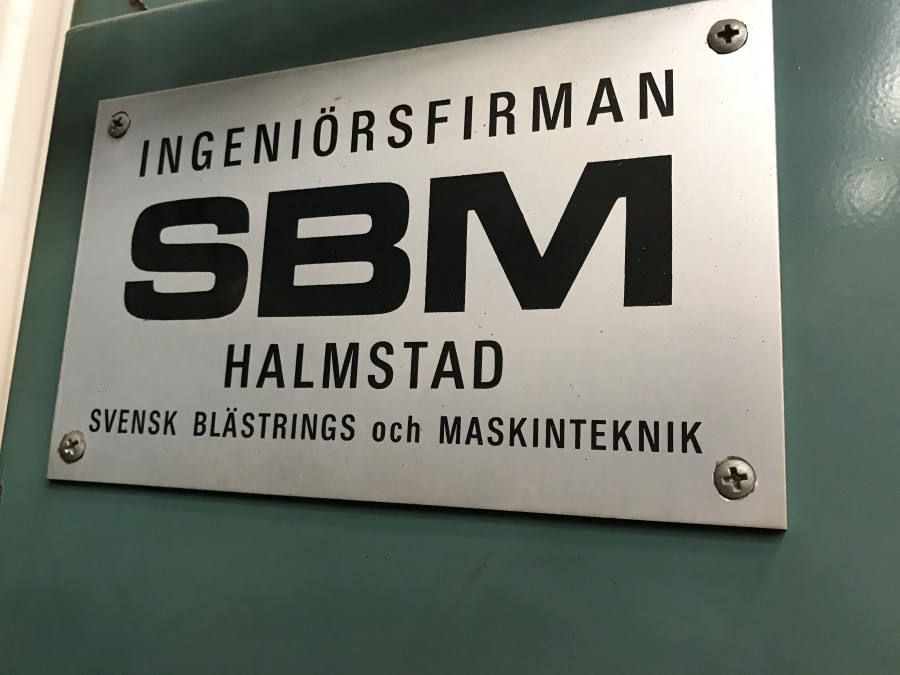 INGENIÖRSFIRMAN
SBM
HALMSTAD
SVENSK BLÄSTRINGS och MASKINTEKNIK